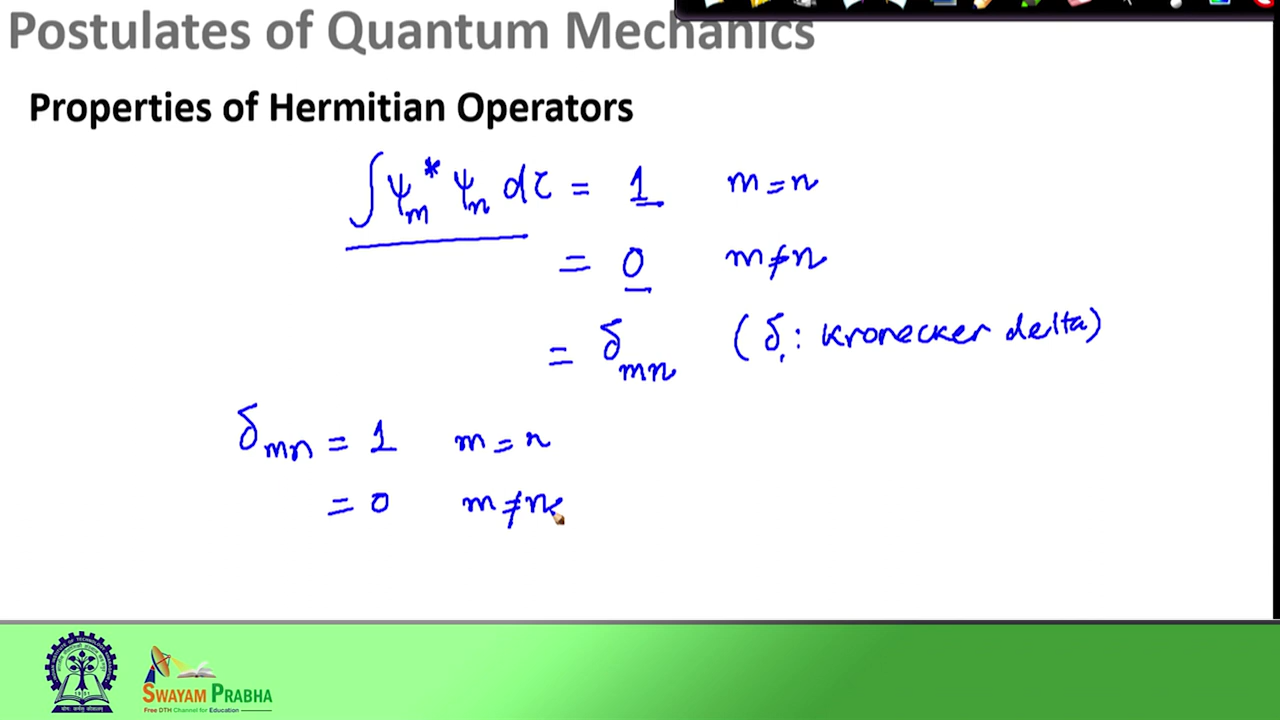 Postulates of Quantum Mechanics
Properties of Hermitian Operators
∫ψₘ* ψₙ dτ = 1 m = n
= 0 m ≠ n
= δₘₙ (δ : Kronecker delta)
δₘₙ = 1 m = n
= 0 m ≠ n
SWAYAM PRABHA
Free DTH Channel for Education